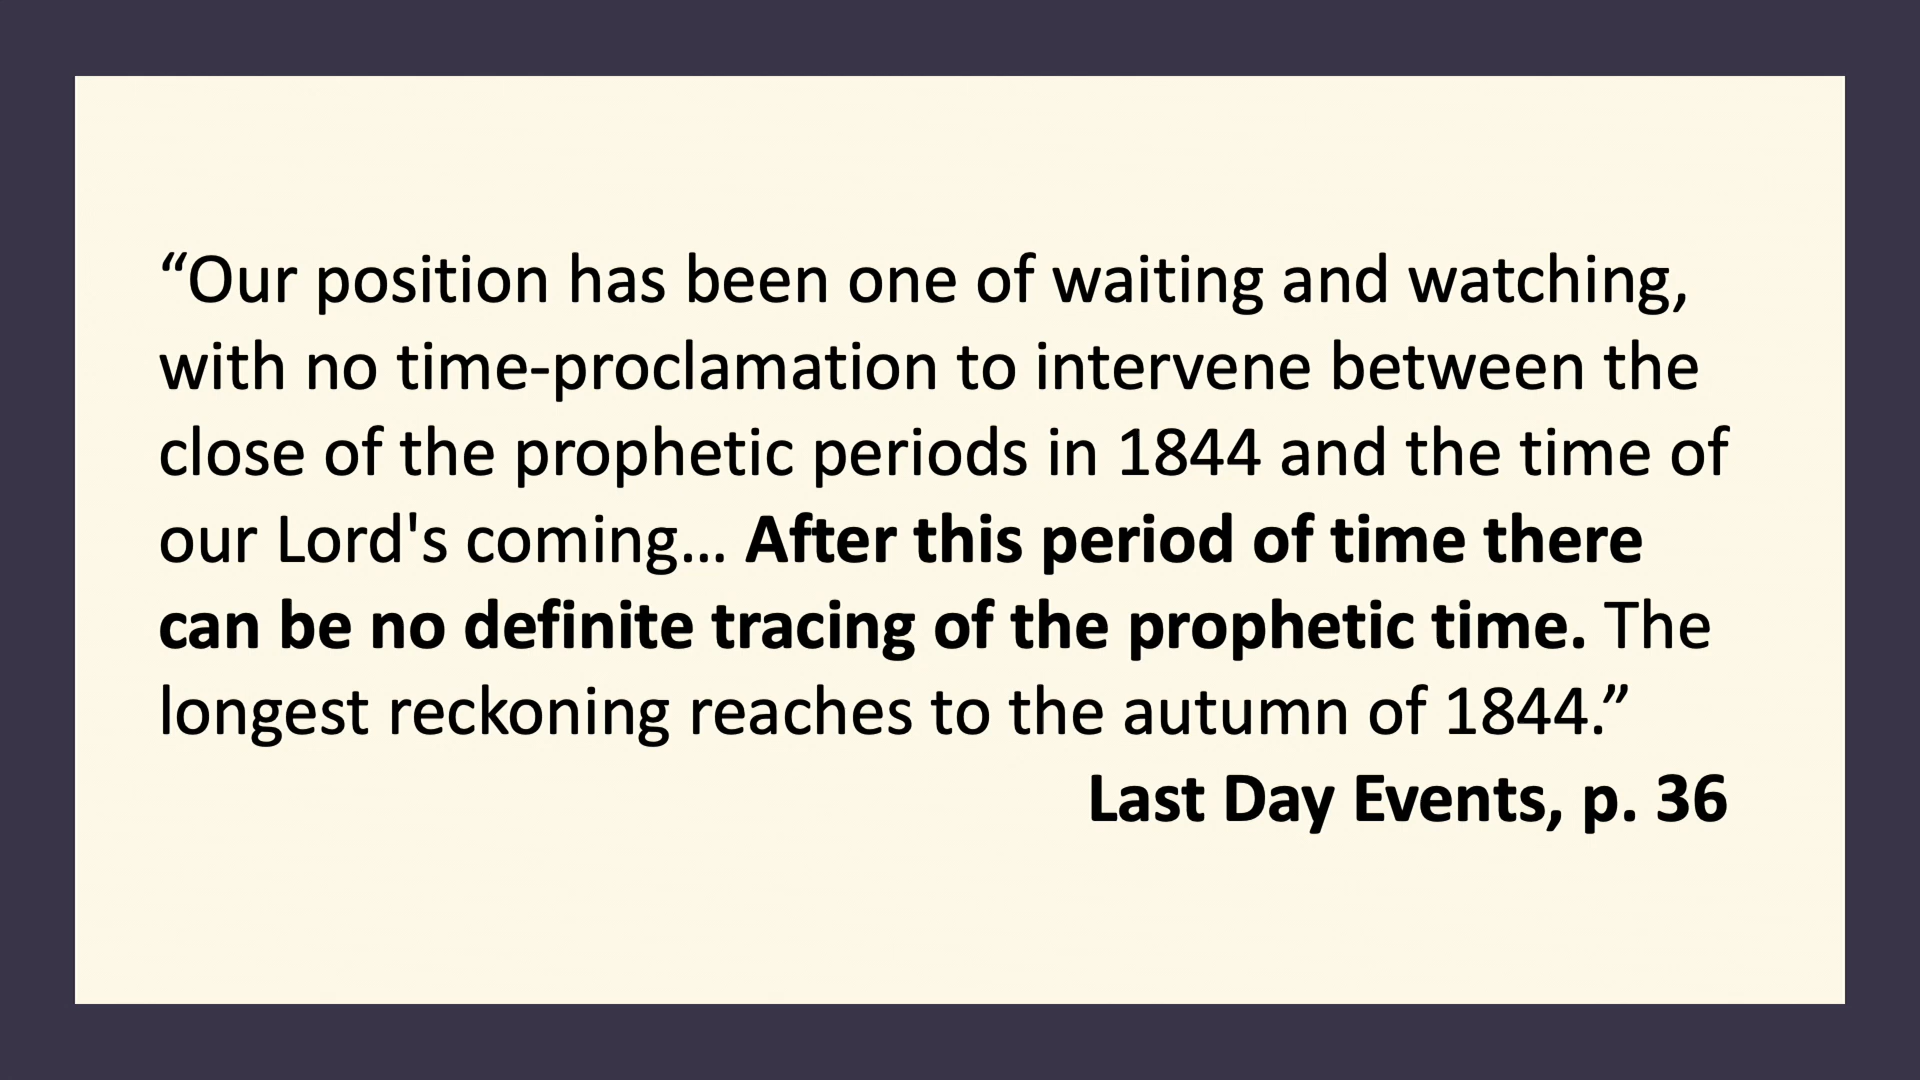 “Our position has been one of waiting and watching,
with no time-proclamation to intervene between the
close of the prophetic periods in 1844 and the time of
our Lord's coming... After this period of time there
can be no definite tracing of the prophetic time. The
longest reckoning reaches to the autumn of 1844.”
Last Day Events, p. 36